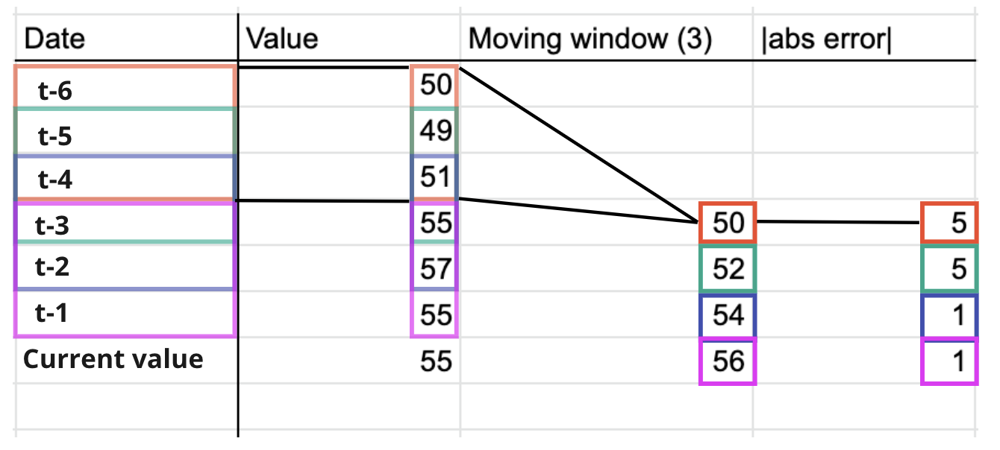 Date Value Moving window (3) |abs error|
t-6 50
t-5 49
t-4 51
t-3 55 50 5
t-2 57 52 5
t-1 55 54 1
Current value 55 56 1